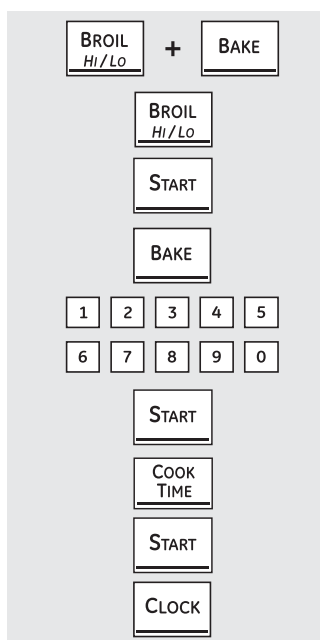 BROIL + BAKE
HI/LO
BROIL
HI/LO
START
BAKE
1 2 3 4 5
6 7 8 9 0
START
COOK
TIME
START
CLOCK